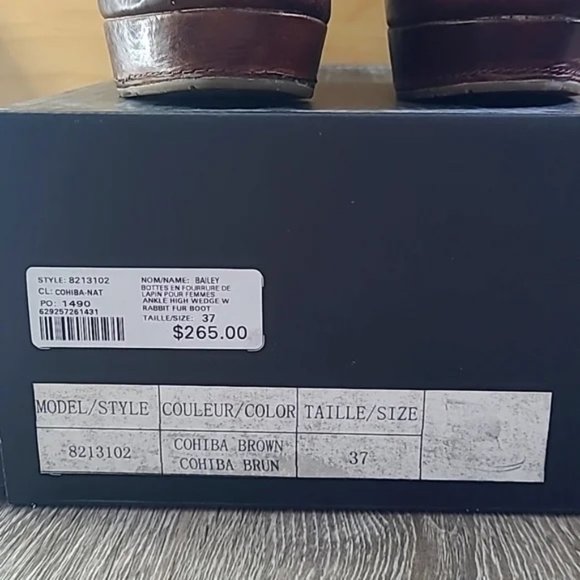 STYLE: 8213102
CL: COHIBA-NAT
PO: 1490
629257261431
NOM/NAME: BAILEY
BOTTES EN FOURRURE DE
LAPIN POUR FEMMES
ANKLE HIGH WEDGE W
RABBIT FUR BOOT
TAILLE/SIZE: 37
$265.00
MODEL/STYLE COULEUR/COLOR TAILLE/SIZE
8213102 COHIBA BROWN 37
COHIBA BRUN